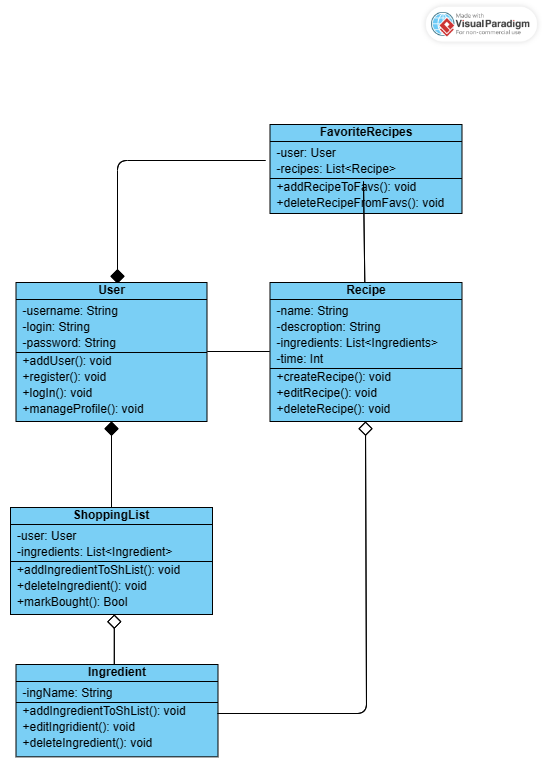 Made with
VisualParadigm
For non-commercial use
FavoriteRecipes
-user: User
-recipes: List<Recipe>
+addRecipeToFavs(): void
+deleteRecipeFromFavs(): void
User
-username: String
-login: String
-password: String
+addUser(): void
+register(): void
+logIn(): void
+manageProfile(): void
Recipe
-name: String
-descroption: String
-ingredients: List<Ingredients>
-time: Int
+createRecipe(): void
+editRecipe(): void
+deleteRecipe(): void
ShoppingList
-user: User
-ingredients: List<Ingredient>
+addIngredientToShList(): void
+deleteIngredient(): void
+markBought(): Bool
Ingredient
-ingName: String
+addIngredientToShList(): void
+editIngridient(): void
+deleteIngredient(): void